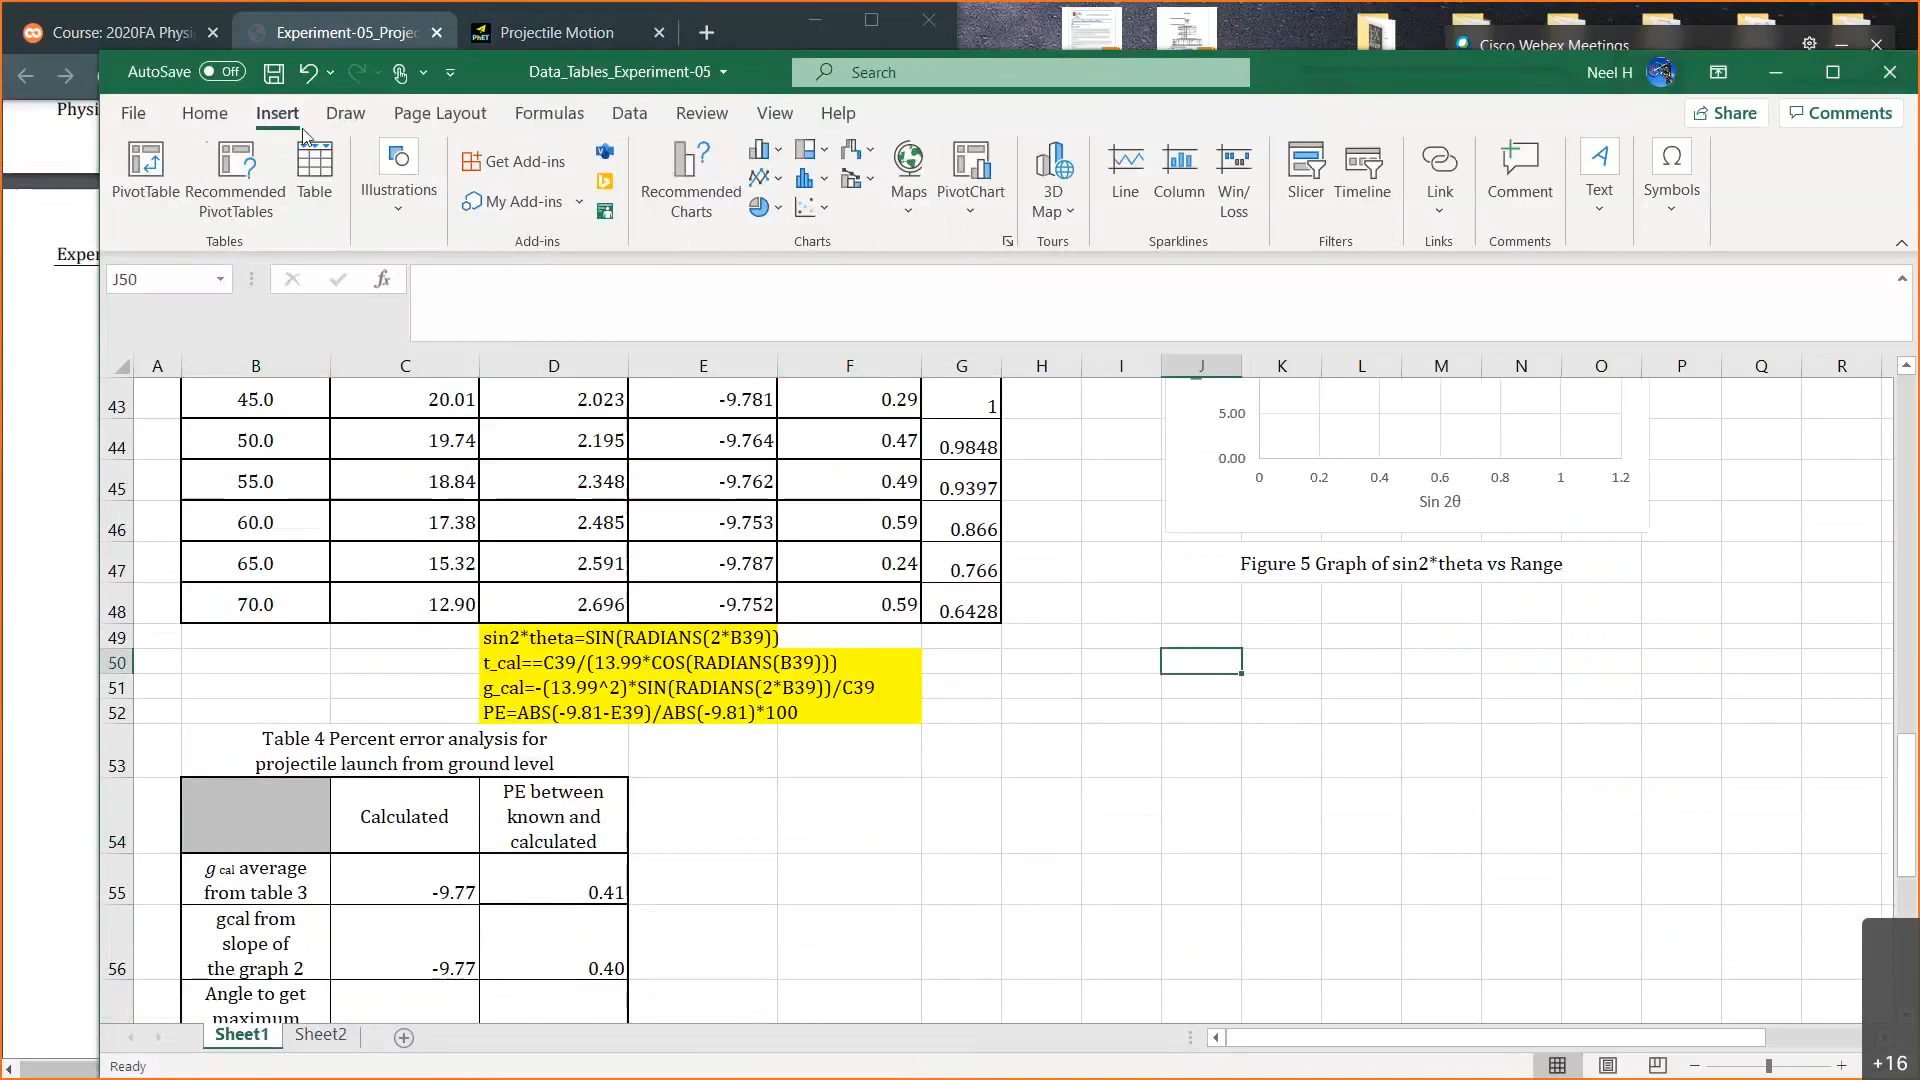 Course: 2020FA Physi
Experiment-05_Projec
PhET
Projectile Motion
Cisco Webex Meetings
AutoSave Off
Data_Tables_Experiment-05
Search
Neel H
File Home Insert Draw Page Layout Formulas Data Review View Help
Share Comments
Physi
Exper
PivotTable
Recommended PivotTables
Table
Illustrations
Get Add-ins
My Add-ins
Recommended Charts
Maps
PivotChart
3D Map
Line
Column
Win/ Loss
Slicer
Timeline
Link
Comment
Text
Symbols
Tables Add-ins Charts Tours Sparklines Filters Links Comments
J50
fx
A B C D E F G H I J K L M N O P Q R
43 45.0 20.01 2.023 -9.781 0.29 1
44 50.0 19.74 2.195 -9.764 0.47 0.9848
45 55.0 18.84 2.348 -9.762 0.49 0.9397
46 60.0 17.38 2.485 -9.753 0.59 0.866
47 65.0 15.32 2.591 -9.787 0.24 0.766
48 70.0 12.90 2.696 -9.752 0.59 0.6428
49 sin2*theta=SIN(RADIANS(2*B39))
50 t_cal==C39/(13.99*COS(RADIANS(B39)))
51 g_cal=-(13.99^2)*SIN(RADIANS(2*B39))/C39
52 PE=ABS(-9.81-E39)/ABS(-9.81)*100
Table 4 Percent error analysis for
53 projectile launch from ground level
54 Calculated
PE between
known and
calculated
g cal average
55 from table 3 -9.77 0.41
gcal from
slope of
56 the graph 2 -9.77 0.40
Angle to get
maximum
5.00
0.00
0 0.2 0.4 0.6 0.8 1 1.2
Sin 2θ
Figure 5 Graph of sin2*theta vs Range
Sheet1 Sheet2
Ready
+16